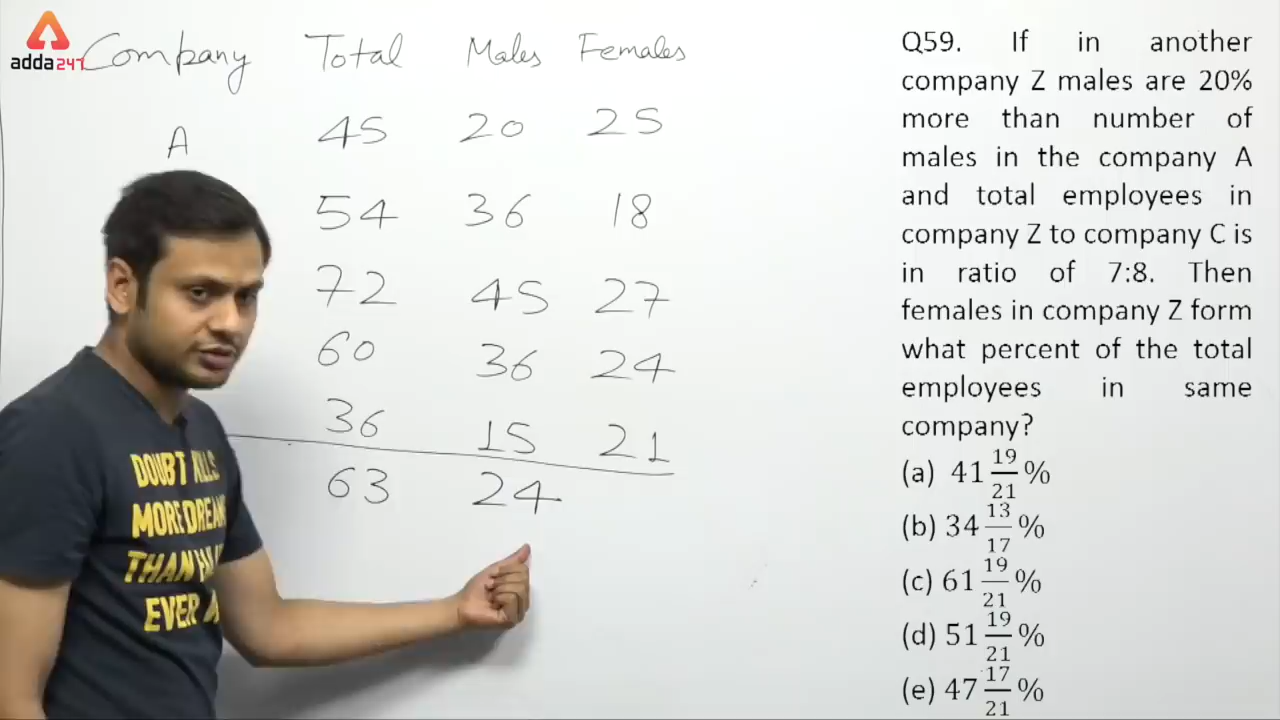 adda247
Company Total Males Females
A 45 20 25
54 36 18
72 45 27
60 36 24
36 15 21
63 24
DOUBT KILLS
MORE DREAMS
THAN
EVER
Q59. If in another
company Z males are 20%
more than number of
males in the company A
and total employees in
company Z to company C is
in ratio of 7:8. Then
females in company Z form
what percent of the total
employees in same
company?
(a) 41 19/21 %
(b) 34 13/17 %
(c) 61 19/21 %
(d) 51 19/21 %
(e) 47 17/21 %